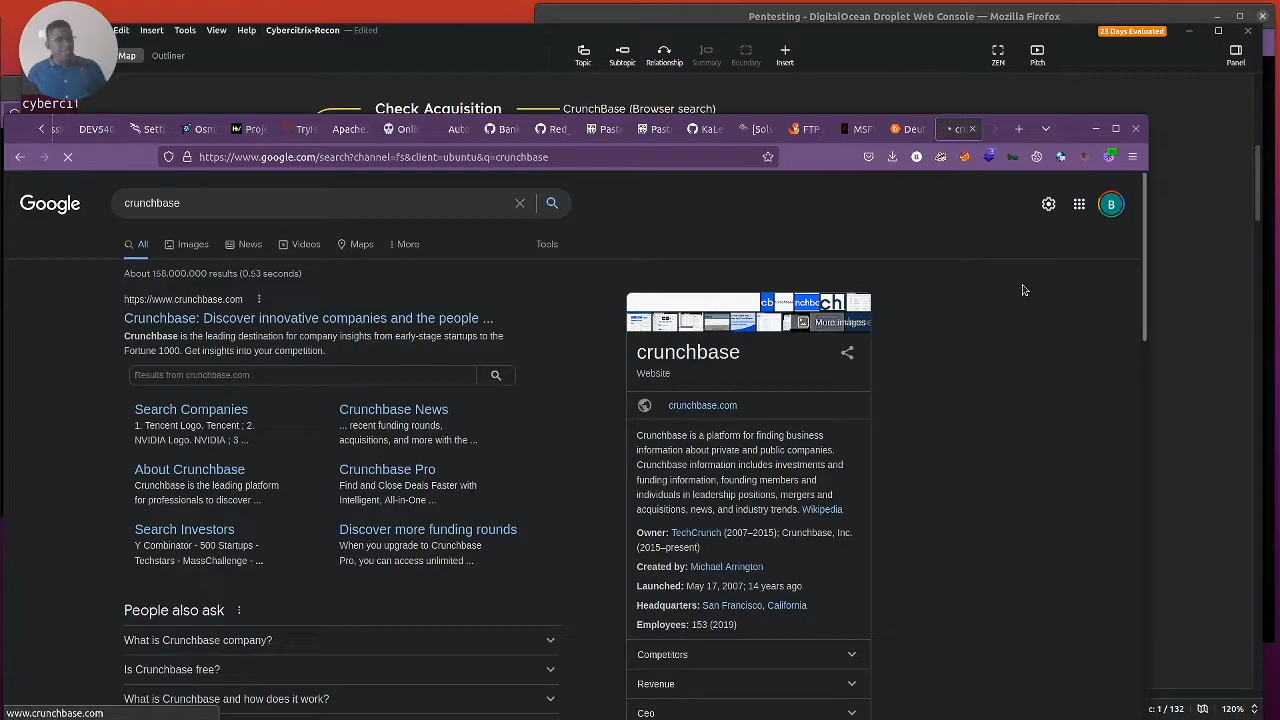 Pentesting - DigitalOcean Droplet Web Console — Mozilla Firefox
Edit Insert Tools View Help Cybercitrix-Recon — Edited
23 Days Evaluated
Map Outliner
Topic Subtopic Relationship Summary Boundary Insert ZEN Pitch Panel
cybercit
Check Acquisition CrunchBase (Browser search)
DEV540 Setti Osm Proj TryH Apache. Onli Auto Bank Red_ Past Past KaLe [Solv FTP MSF Deut cru
https://www.google.com/search?channel=fs&client=ubuntu&q=crunchbase
Google crunchbase B
All Images News Videos Maps More Tools
About 158.000.000 results (0.53 seconds)
https://www.crunchbase.com
Crunchbase: Discover innovative companies and the people ...
Crunchbase is the leading destination for company insights from early-stage startups to the
Fortune 1000. Get insights into your competition.
Results from crunchbase.com
Search Companies
1. Tencent Logo. Tencent ; 2.
NVIDIA Logo. NVIDIA ; 3 ...
Crunchbase News
... recent funding rounds,
acquisitions, and more with the ...
About Crunchbase
Crunchbase is the leading platform
for professionals to discover ...
Crunchbase Pro
Find and Close Deals Faster with
Intelligent, All-in-One ...
Search Investors
Y Combinator - 500 Startups -
Techstars - MassChallenge - ...
Discover more funding rounds
When you upgrade to Crunchbase
Pro, you can access unlimited ...
People also ask
What is Crunchbase company?
Is Crunchbase free?
What is Crunchbase and how does it work?
More images
crunchbase
Website
crunchbase.com
Crunchbase is a platform for finding business
information about private and public companies.
Crunchbase information includes investments and
funding information, founding members and
individuals in leadership positions, mergers and
acquisitions, news, and industry trends. Wikipedia
Owner: TechCrunch (2007–2015); Crunchbase, Inc.
(2015–present)
Created by: Michael Arrington
Launched: May 17, 2007; 14 years ago
Headquarters: San Francisco, California
Employees: 153 (2019)
Competitors
Revenue
Ceo
www.crunchbase.com
c: 1 / 132 120%